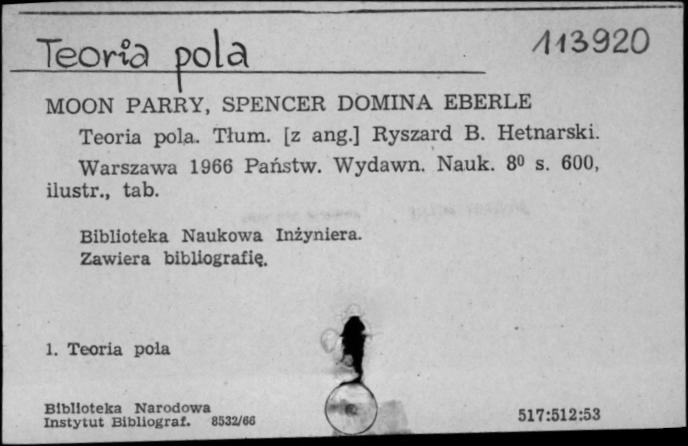 Teoria pola
113920
MOON PARRY, SPENCER DOMINA EBERLE
Teoria pola. Tłum. [z ang.] Ryszard B. Hetnarski.
Warszawa 1966 Państw. Wydawn. Nauk. 8⁰ s. 600,
ilustr., tab.
Biblioteka Naukowa Inżyniera.
Zawiera bibliografię.
1. Teoria pola
Biblioteka Narodowa
Instytut Bibliograf. 8532/66
517:512:53